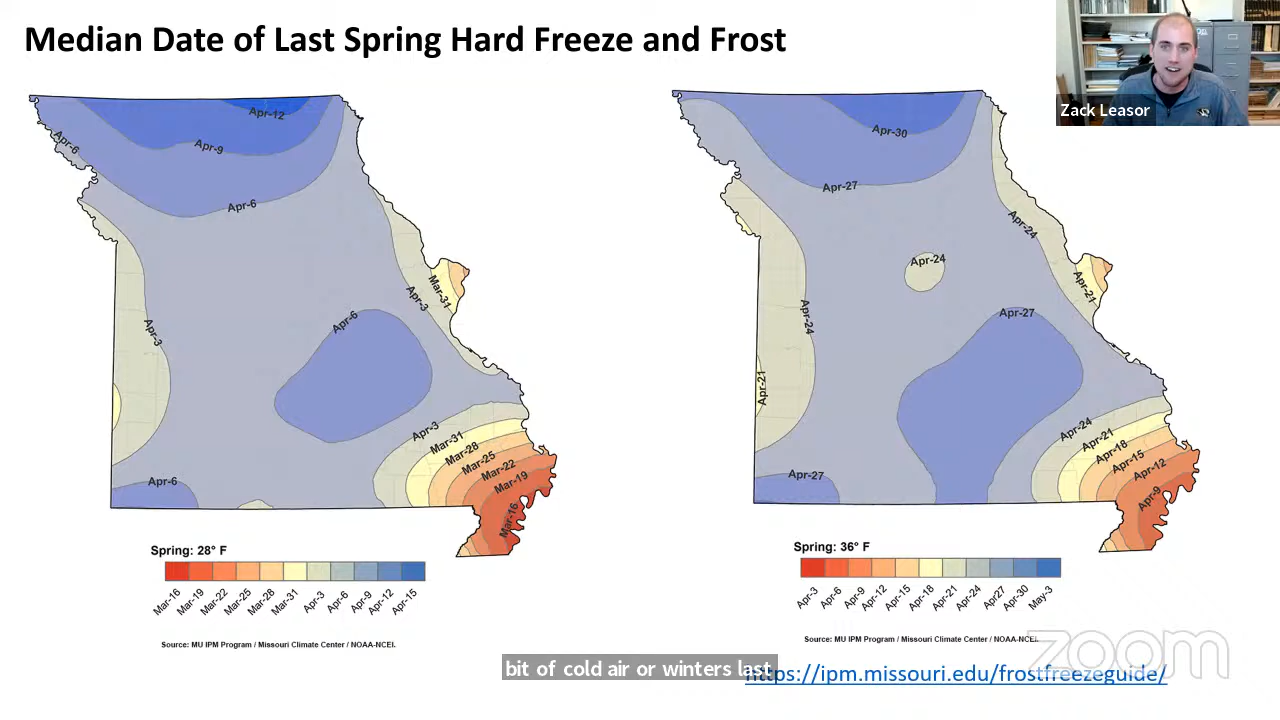 Median Date of Last Spring Hard Freeze and Frost
Zack Leasor
Apr-12
Apr-9
Apr-6
Apr-6
Apr-3
Mar-31
Apr-3
Apr-6
Apr-3
Mar-31
Mar-28
Mar-25
Mar-22
Mar-19
Mar-16
Apr-6
Spring: 28° F
Mar-16
Mar-19
Mar-22
Mar-25
Mar-28
Mar-31
Apr-3
Apr-6
Apr-9
Apr-12
Apr-15
Source: MU IPM Program / Missouri Climate Center / NOAA-NCEI.
Apr-30
Apr-27
Apr-24
Apr-24
Apr-21
Apr-24
Apr-27
Apr-21
Apr-24
Apr-21
Apr-18
Apr-15
Apr-12
Apr-9
Apr-27
Spring: 36° F
Apr-3
Apr-6
Apr-9
Apr-12
Apr-15
Apr-18
Apr-21
Apr-24
Apr27
Apr-30
May-3
Source: MU IPM Program / Missouri Climate Center / NOAA-NCEI.
zoom
bit of cold air or winters last
https://ipm.missouri.edu/frostfreezeguide/